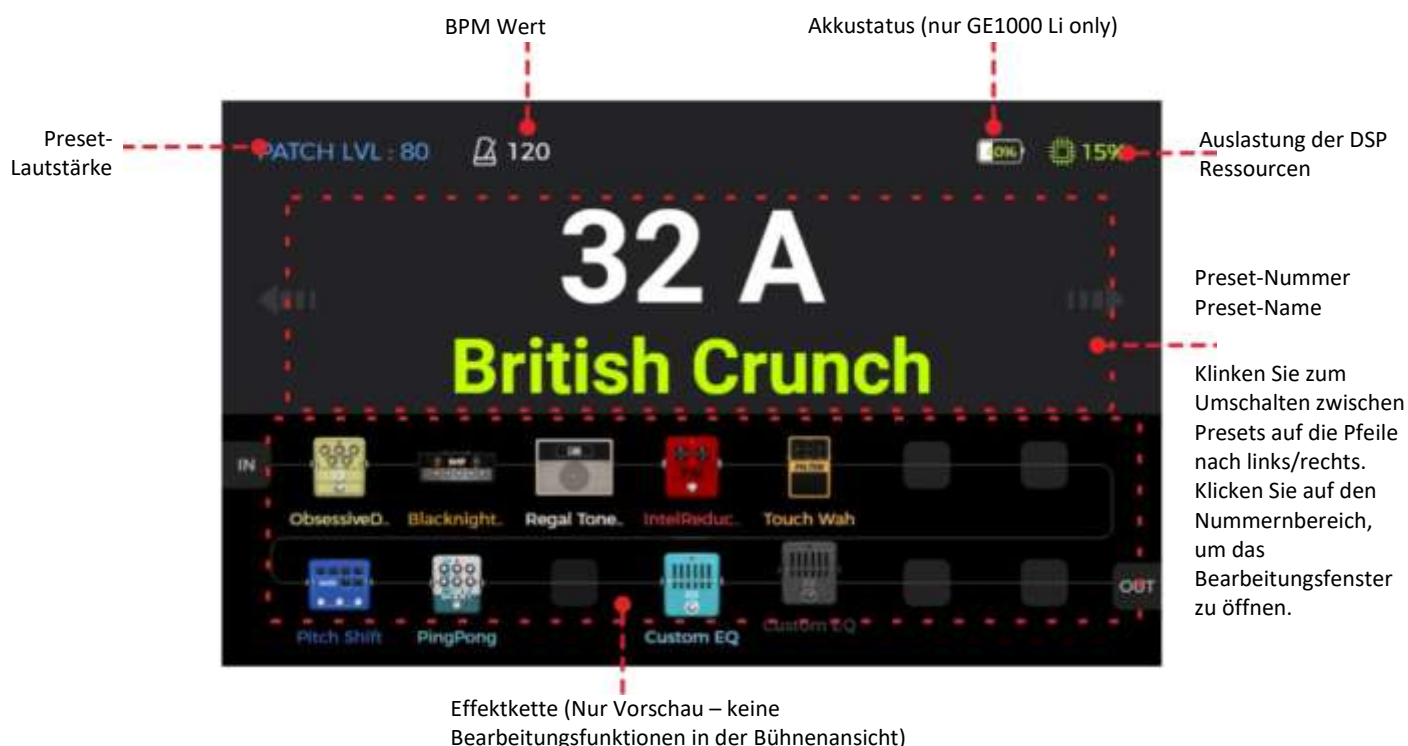 BPM Wert
Akkustatus (nur GE1000 Li only)
Preset-
Lautstärke
PATCH LVL : 80
120
0%
15%
Auslastung der DSP
Ressourcen
32 A
British Crunch
Preset-Nummer
Preset-Name
Klinken Sie zum
Umschalten zwischen
Presets auf die Pfeile
nach links/rechts.
Klicken Sie auf den
Nummernbereich,
um das
Bearbeitungsfenster
zu öffnen.
IN
FILTER
ObsessiveD..
Blacknight..
Regal Tone..
IntelReduc..
Touch Wah
OUT
Pitch Shift
PingPong
Custom EQ
Custom EQ
Effektkette (Nur Vorschau – keine
Bearbeitungsfunktionen in der Bühnenansicht)